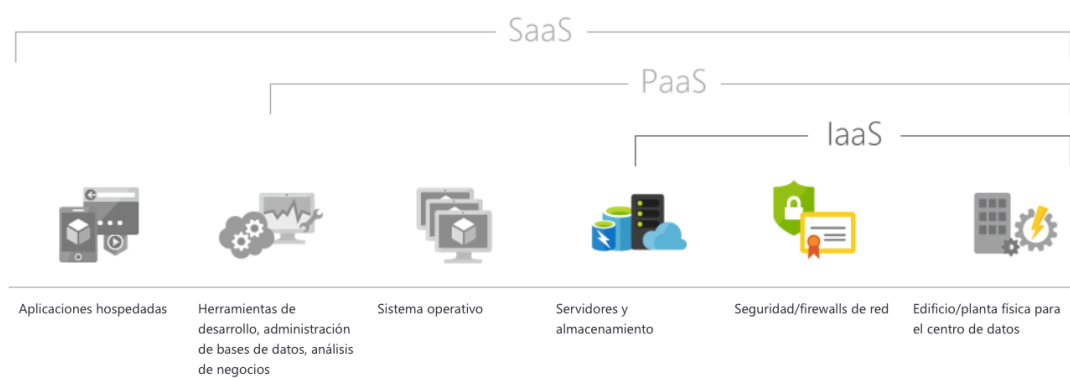 SaaS
PaaS
IaaS
Aplicaciones hospedadas
Herramientas de
desarrollo, administración
de bases de datos, análisis
de negocios
Sistema operativo
Servidores y
almacenamiento
Seguridad/firewalls de red
Edificio/planta física para
el centro de datos